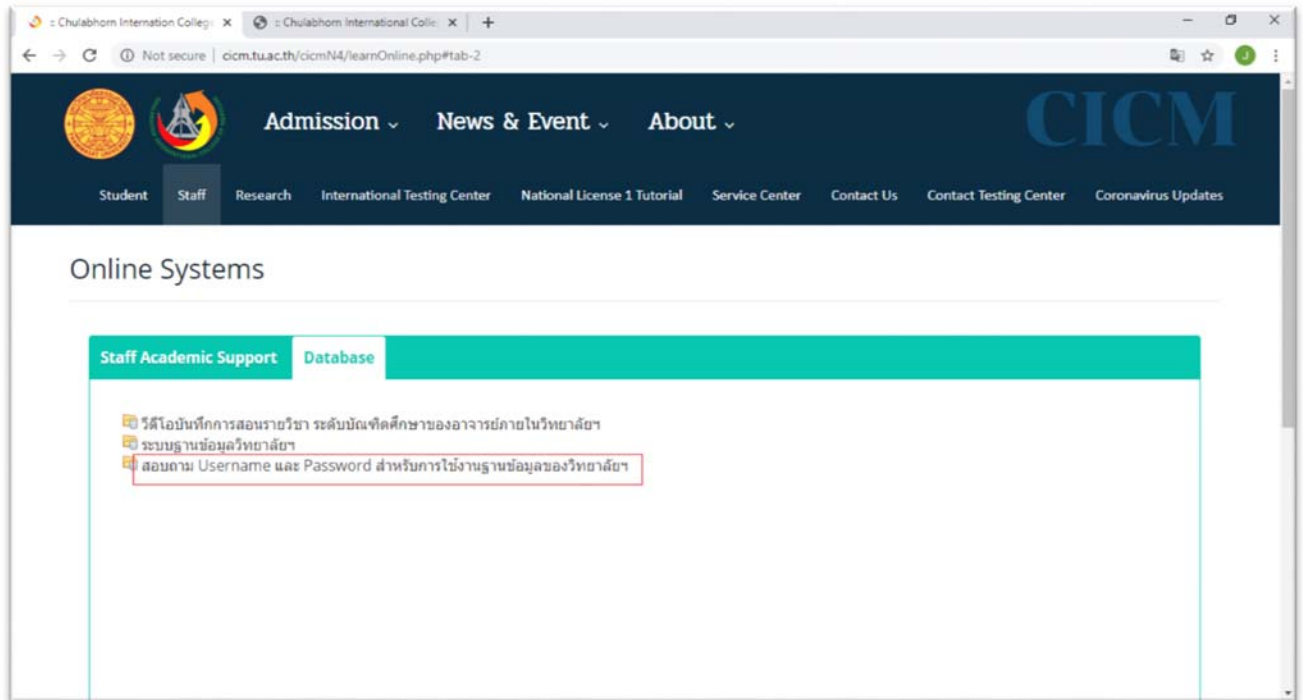 :: Chulabhorn Internation Colleg
:: Chulabhorn International Colle
Not secure | cicm.tu.ac.th/cicmN4/learnOnline.php#tab-2
J
Admission News & Event About CICM
Student Staff Research International Testing Center National License 1 Tutorial Service Center Contact Us Contact Testing Center Coronavirus Updates
Online Systems
Staff Academic Support Database
วีดีโอบันทึกการสอนรายวิชา ระดับบัณฑิตศึกษาของอาจารย์ภายในวิทยาลัยฯ
ระบบฐานข้อมูลวิทยาลัยฯ
สอบถาม Username และ Password สำหรับการใช้งานฐานข้อมูลของวิทยาลัยฯ